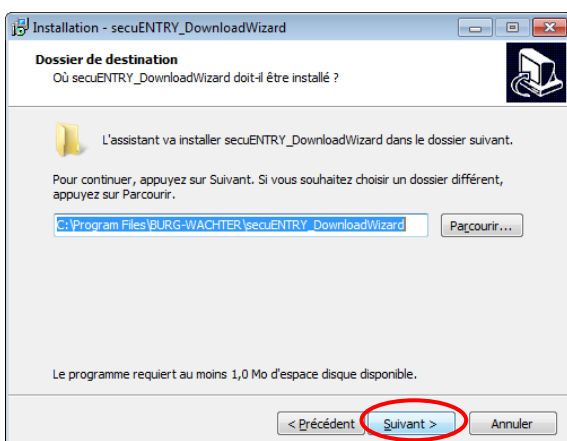 Installation - secuENTRY_DownloadWizard
Dossier de destination
Où secuENTRY_DownloadWizard doit-il être installé ?
L'assistant va installer secuENTRY_DownloadWizard dans le dossier suivant.
Pour continuer, appuyez sur Suivant. Si vous souhaitez choisir un dossier différent,
appuyez sur Parcourir.
C:\Program Files\BURG-WACHTER\secuENTRY_DownloadWizard
Parcourir...
Le programme requiert au moins 1,0 Mo d'espace disque disponible.
< Précédent
Suivant >
Annuler